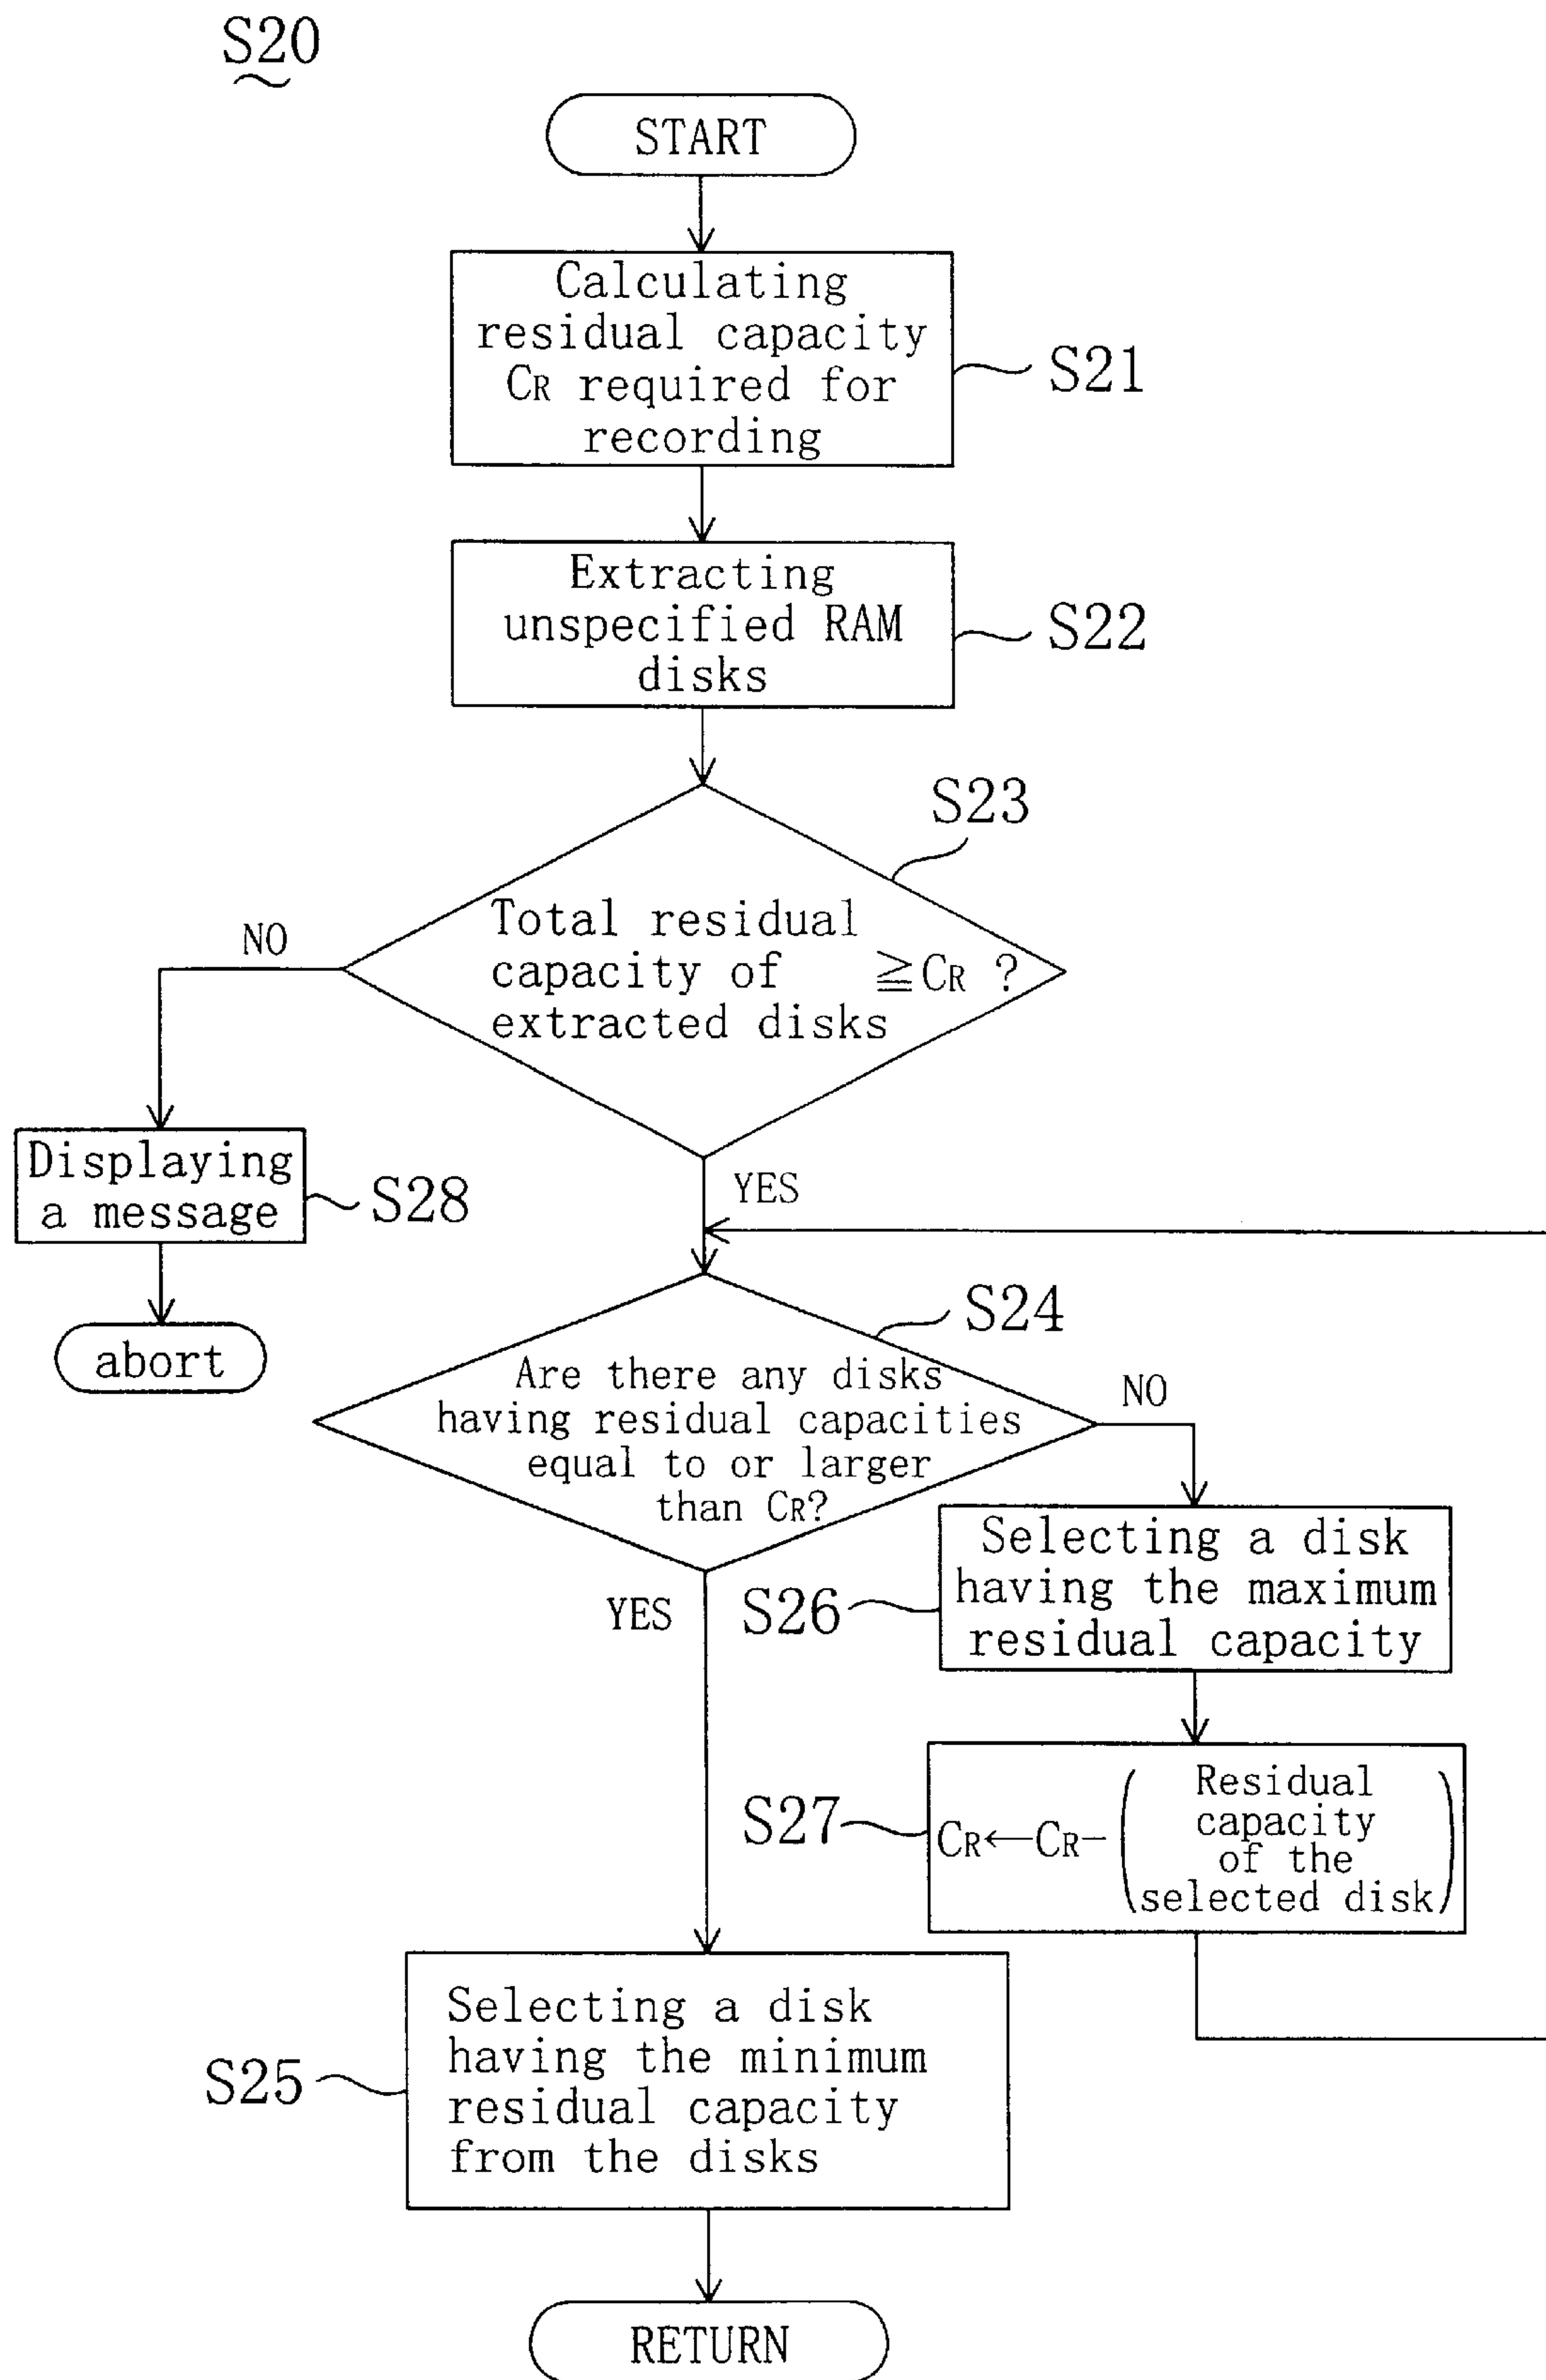 S20
START
Calculating
residual capacity
CR required for
recording
S21
Extracting
unspecified RAM
disks
S22
S23
Total residual
capacity of
extracted disks
≧CR ?
NO
YES
Displaying
a message
S28
abort
S24
Are there any disks
having residual capacities
equal to or larger
than CR?
NO
YES
S26
Selecting a disk
having the maximum
residual capacity
S27
CR←CR−
Residual
capacity
of the
selected disk
S25
Selecting a disk
having the minimum
residual capacity
from the disks
RETURN